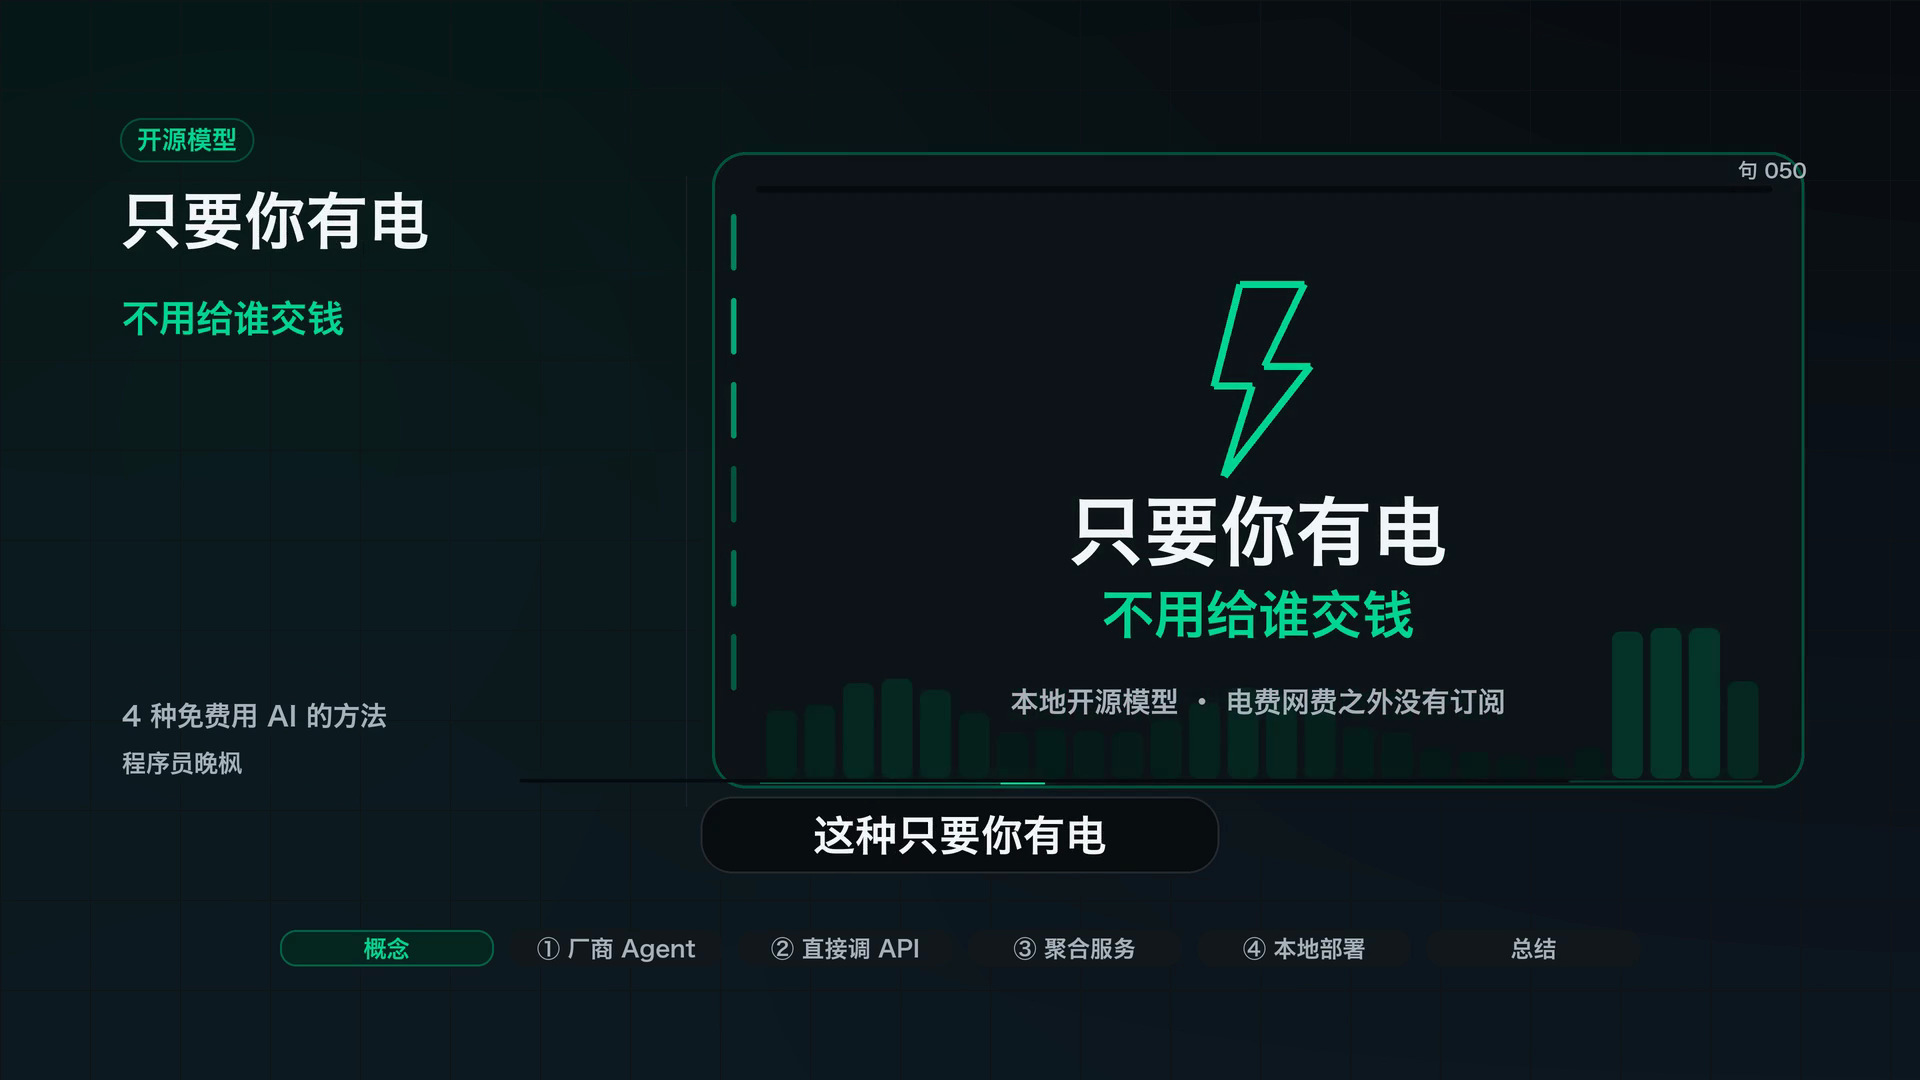 开源模型
只要你有电
不用给谁交钱
4 种免费用 AI 的方法
程序员晚枫
句 050
只要你有电
不用给谁交钱
本地开源模型 · 电费网费之外没有订阅
这种只要你有电
概念
① 厂商 Agent
② 直接调 API
③ 聚合服务
④ 本地部署
总结